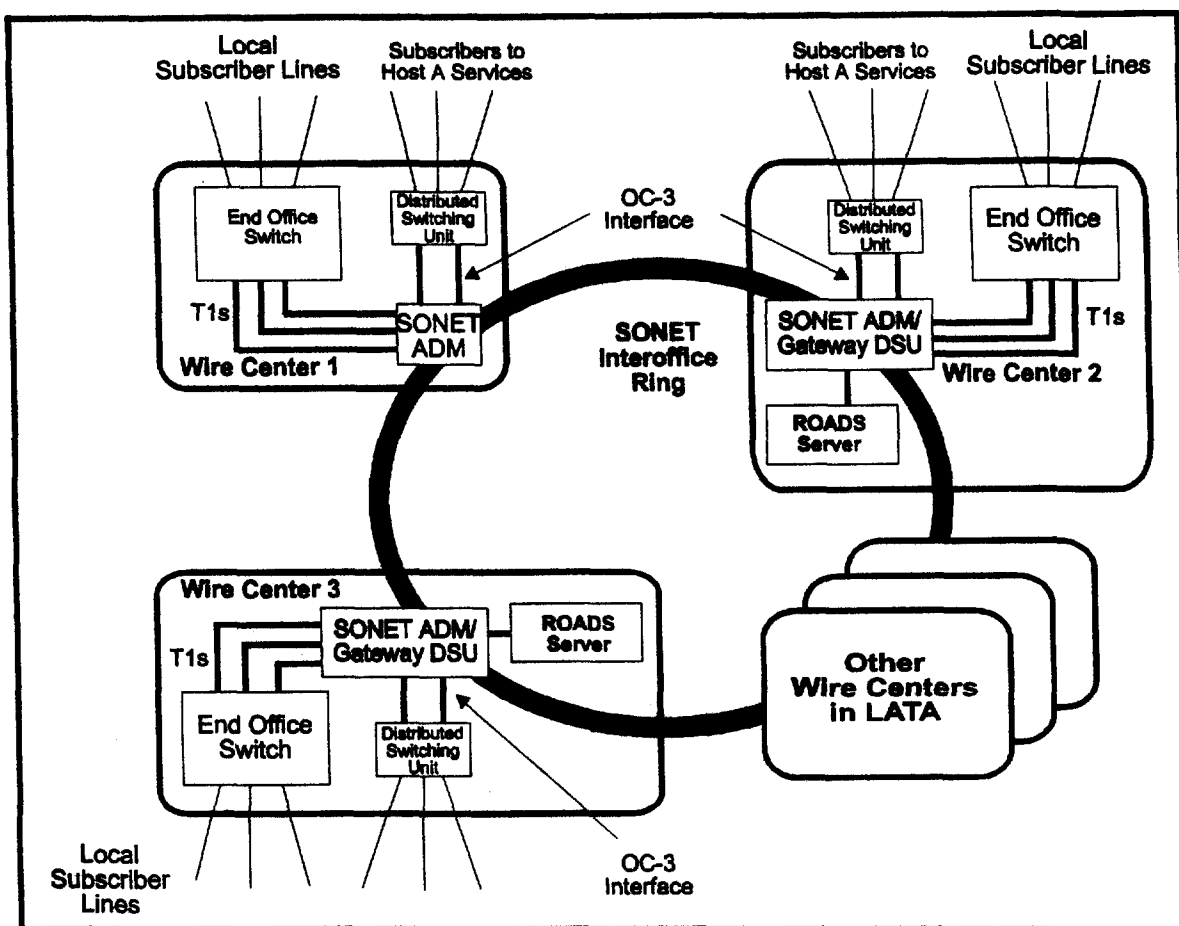 Local
Subscriber Lines
Subscribers to
Host A Services
Subscribers to
Host A Services
Local
Subscriber Lines
End Office
Switch
Distributed
Switching
Unit
OC-3
Interface
Distributed
Switching
Unit
End Office
Switch
T1s
SONET
ADM
Wire Center 1
SONET
Interoffice
Ring
SONET ADM/
Gateway DSU
T1s
Wire Center 2
ROADS
Server
Wire Center 3
T1s
SONET ADM/
Gateway DSU
ROADS
Server
End Office
Switch
Distributed
Switching
Unit
Other
Wire Centers
in LATA
Local
Subscriber
Lines
OC-3
Interface